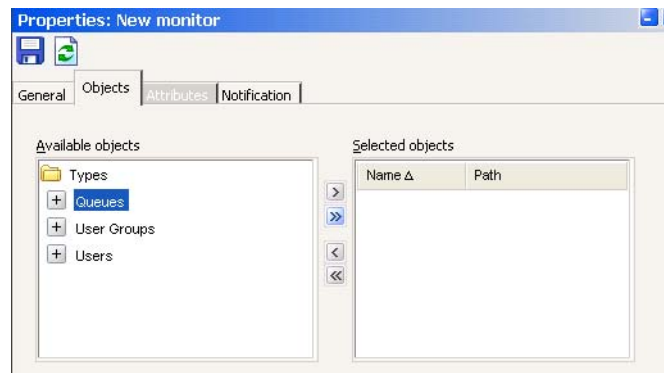 Properties: New monitor
General Objects Attributes Notification
Available objects
Types
Queues
User Groups
Users
Selected objects
Name Path